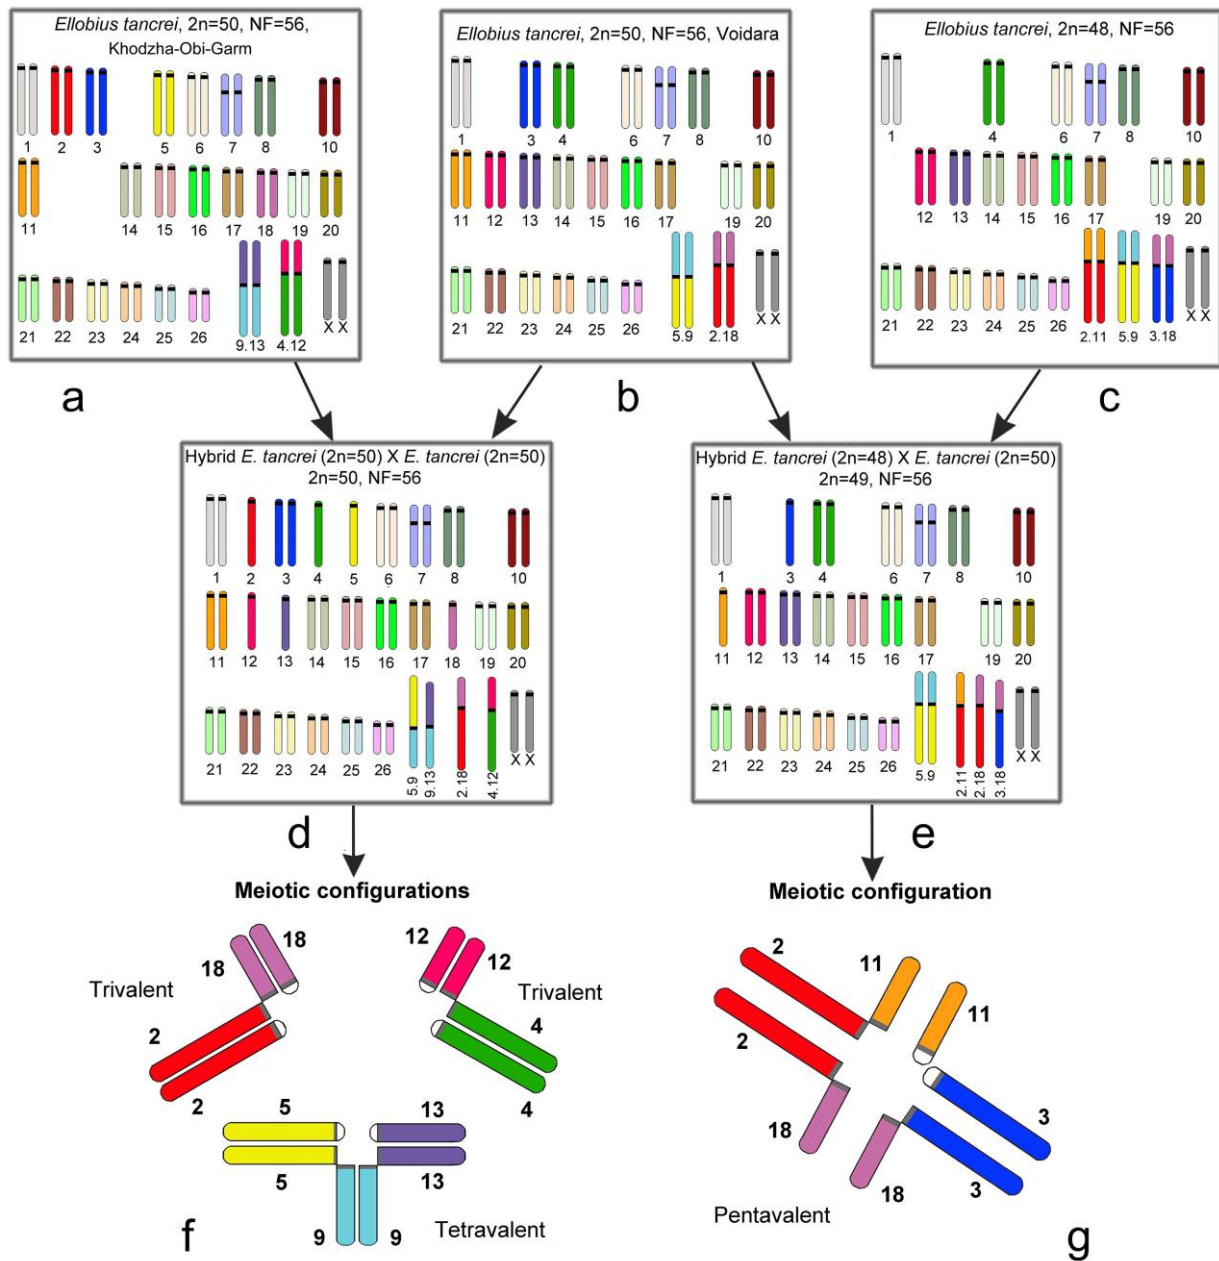 Ellobius tancrei, 2n=50, NF=56,
Khodzha-Obi-Garm
1 2 3 5 6 7 8 10
11 14 15 16 17 18 19 20
21 22 23 24 25 26 9.13 4.12 X X
a
Ellobius tancrei, 2n=50, NF=56, Voidara
1 3 4 6 7 8 10
11 12 13 14 15 16 17 19 20
21 22 23 24 25 26 5.9 2.18 X X
b
Ellobius tancrei, 2n=48, NF=56
1 4 6 7 8 10
12 13 14 15 16 17 19 20
21 22 23 24 25 26 2.11 5.9 3.18 X X
c
Hybrid E. tancrei (2n=50) X E. tancrei (2n=50)
2n=50, NF=56
1 2 3 4 5 6 7 8 10
11 12 13 14 15 16 17 18 19 20
21 22 23 24 25 26 5.9 9.13 2.18 4.12 X X
d
Hybrid E. tancrei (2n=48) X E. tancrei (2n=50)
2n=49, NF=56
1 3 4 6 7 8 10
11 12 13 14 15 16 17 19 20
21 22 23 24 25 26 5.9 2.11 2.18 3.18 X X
e
Meiotic configurations
18 18
Trivalent
2 2
12 12
Trivalent
4 4
5 13
5 13
9 9
Tetravalent
f
Meiotic configuration
2 11
2 11
18 3
18 3
Pentavalent
g